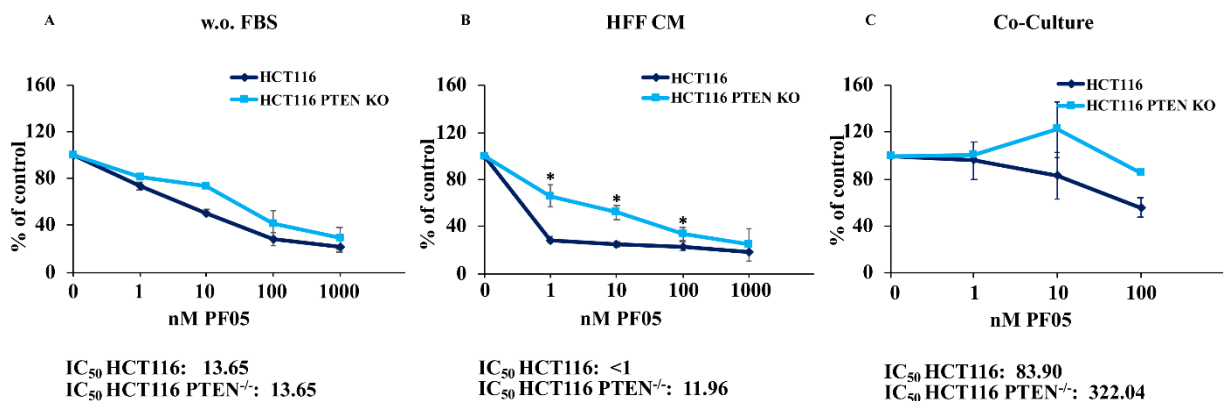 A w.o. FBS
% of control
160
120
80
40
0
HCT116
HCT116 PTEN KO
0 1 10 100 1000
nM PF05
IC50 HCT116: 13.65
IC50 HCT116 PTEN-/-: 13.65
B HFF CM
% of control
160
120
80
40
0
HCT116
HCT116 PTEN KO
* * *
0 1 10 100 1000
nM PF05
IC50 HCT116: <1
IC50 HCT116 PTEN-/-: 11.96
C Co-Culture
% of control
160
120
80
40
0
HCT116
HCT116 PTEN KO
0 1 10 100
nM PF05
IC50 HCT116: 83.90
IC50 HCT116 PTEN-/-: 322.04